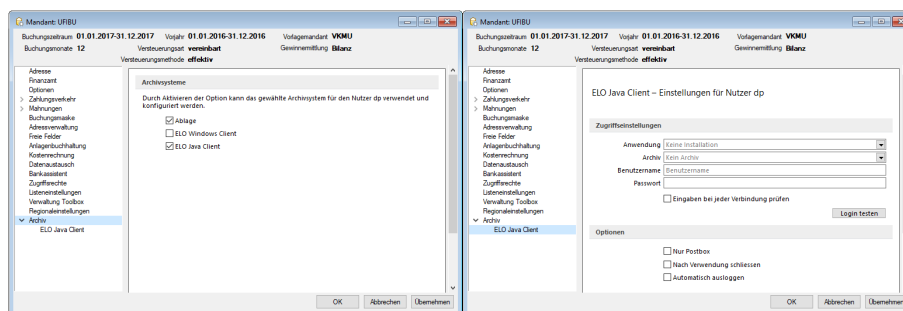 Mandant: UFIBU
Buchungszeitraum 01.01.2017-31.12.2017 Vorjahr 01.01.2016-31.12.2016 Vorlagemandant VKMU
Buchungsmonate 12 Versteuerungsart vereinbart Gewinnermittlung Bilanz
Versteuerungsmethode effektiv
Adresse
Finanzamt
Optionen
Zahlungsverkehr
Mahnungen
Buchungsmaske
Adressverwaltung
Freie Felder
Anlagenbuchhaltung
Kostenrechnung
Datenaustausch
Bankassistent
Zugriffsrechte
Listeneinstellungen
Verwaltung Toolbox
Regionaleinstellungen
Archiv
ELO Java Client
Archivsysteme
Durch Aktivieren der Option kann das gewählte Archivsystem für den Nutzer dp verwendet und
konfiguriert werden.
Ablage
ELO Windows Client
ELO Java Client
OK Abbrechen Übernehmen
Mandant: UFIBU
Buchungszeitraum 01.01.2017-31.12.2017 Vorjahr 01.01.2016-31.12.2016 Vorlagemandant VKMU
Buchungsmonate 12 Versteuerungsart vereinbart Gewinnermittlung Bilanz
Versteuerungsmethode effektiv
Adresse
Finanzamt
Optionen
Zahlungsverkehr
Mahnungen
Buchungsmaske
Adressverwaltung
Freie Felder
Anlagenbuchhaltung
Kostenrechnung
Datenaustausch
Bankassistent
Zugriffsrechte
Listeneinstellungen
Verwaltung Toolbox
Regionaleinstellungen
Archiv
ELO Java Client
ELO Java Client – Einstellungen für Nutzer dp
Zugriffseinstellungen
Anwendung Keine Installation
Archiv Kein Archiv
Benutzername Benutzername
Passwort
Eingaben bei jeder Verbindung prüfen
Login testen
Optionen
Nur Postbox
Nach Verwendung schliessen
Automatisch ausloggen
OK Abbrechen Übernehmen